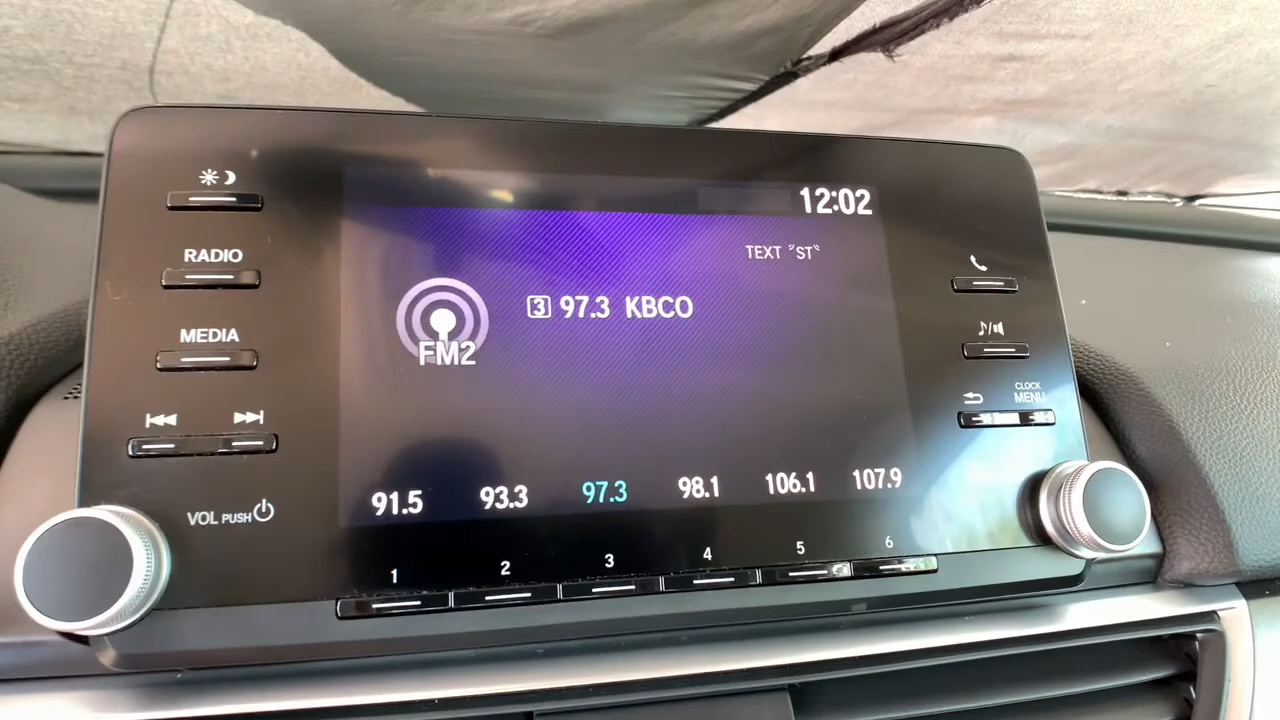 12:02
RADIO
TEXT "ST"
3 97.3 KBCO
FM2
MEDIA
CLOCK
MENU
91.5 93.3 97.3 98.1 106.1 107.9
VOL PUSH
1 2 3 4 5 6